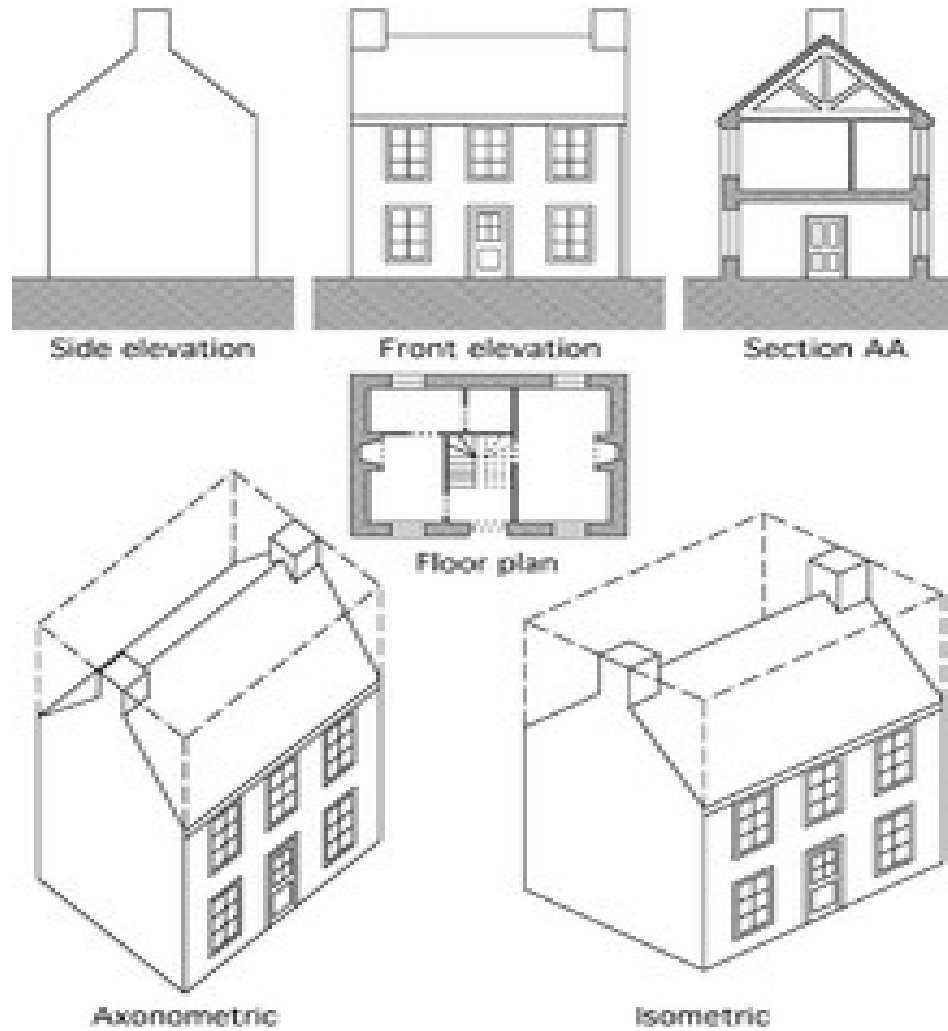 Side elevation
Front elevation
Section AA
Floor plan
Axonometric
Isometric